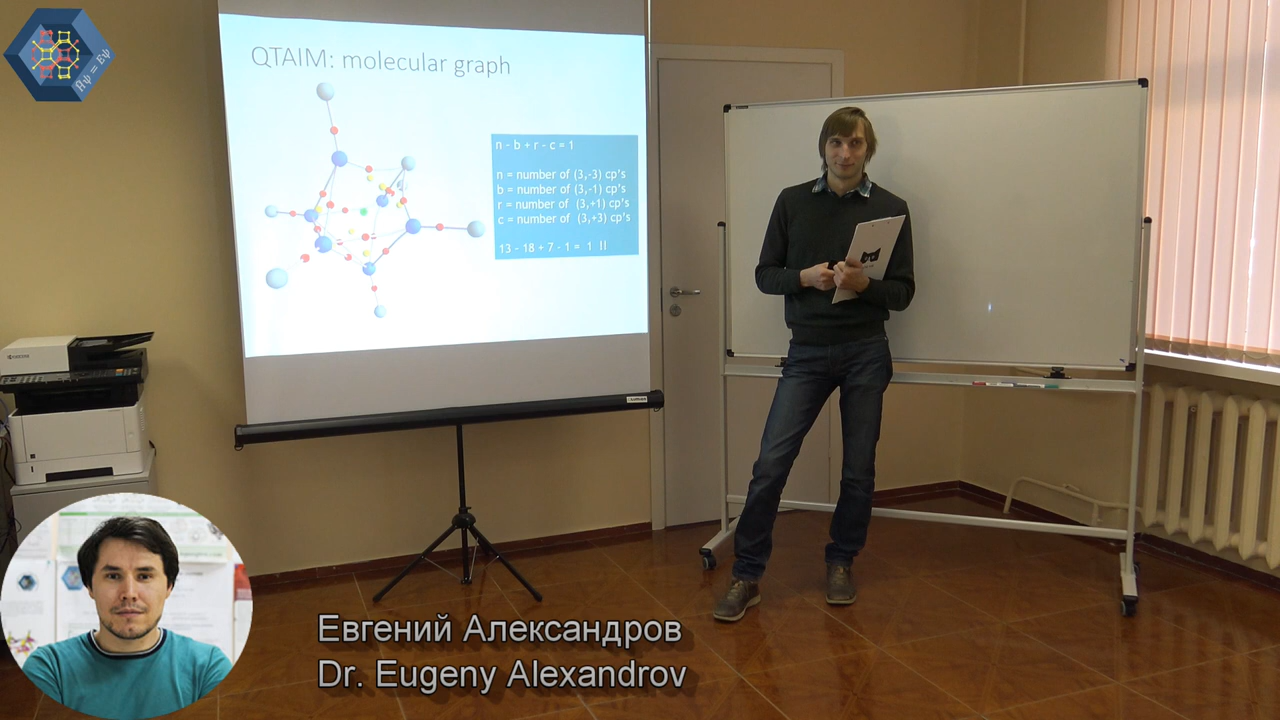 ĤΨ = EΨ
QTAIM: molecular graph
n - b + r - c = 1
n = number of (3,-3) cp's
b = number of (3,-1) cp's
r = number of (3,+1) cp's
c = number of (3,+3) cp's
13 - 18 + 7 - 1 = 1 !!
Евгений Александров
Dr. Eugeny Alexandrov